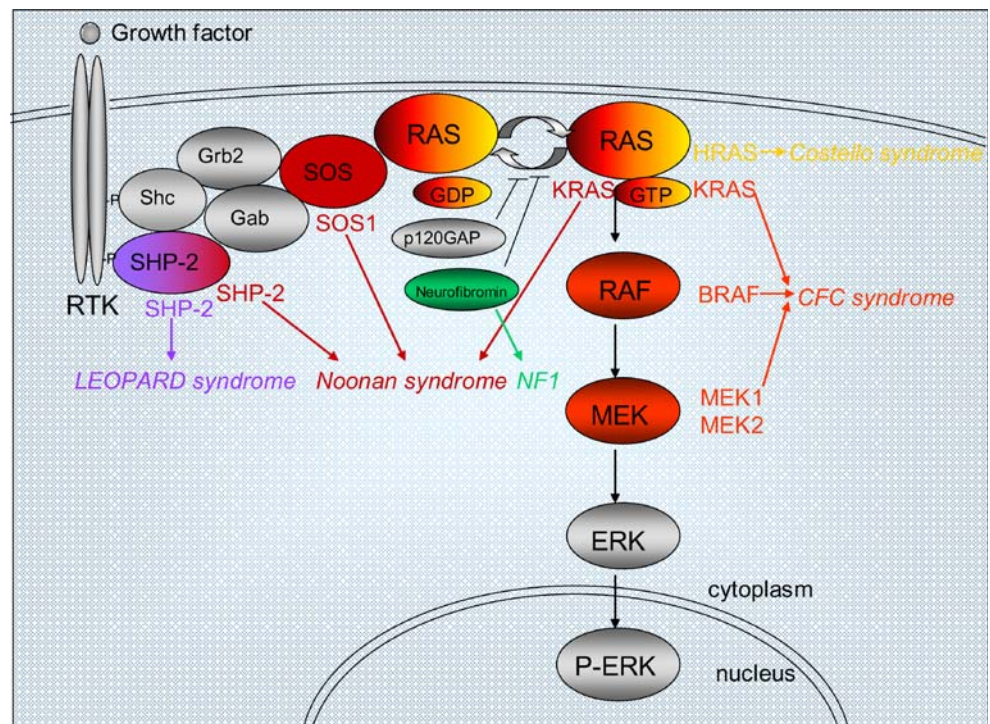 Growth factor
RAS
RAS
Grb2
SOS
HRAS
Costello syndrome
GDP
KRAS
GTP
KRAS
P
Shc
Gab
SOS1
p120GAP
P
SHP-2
RTK
SHP-2
SHP-2
Neurofibromin
RAF
BRAF
CFC syndrome
LEOPARD syndrome
Noonan syndrome
NF1
MEK
MEK1
MEK2
ERK
cytoplasm
P-ERK
nucleus